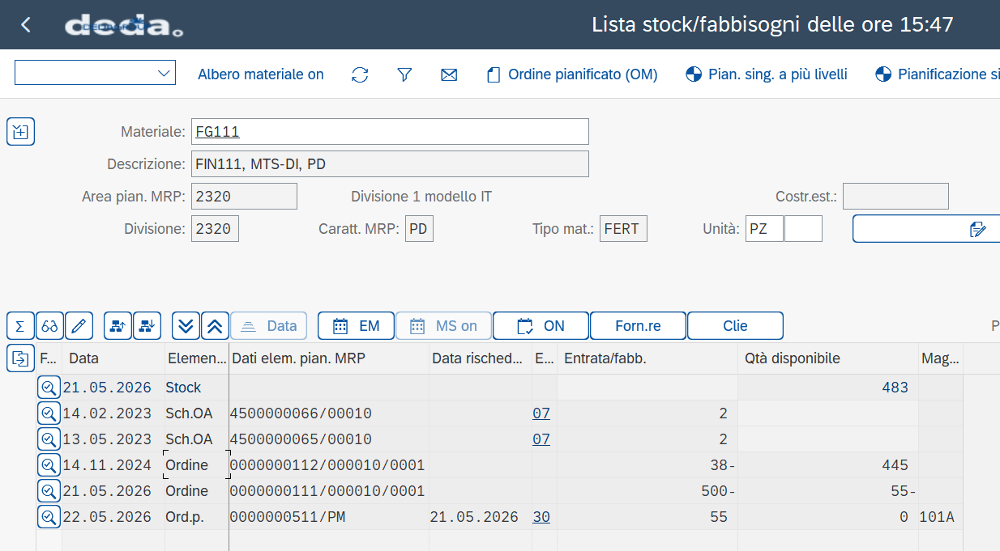 deda.
Lista stock/fabbisogni delle ore 15:47
Albero materiale on
Ordine pianificato (OM)
Pian. sing. a più livelli
Pianificazione si
Materiale: FG111
Descrizione: FIN111, MTS-DI, PD
Area pian. MRP: 2320 Divisione 1 modello IT Costr.est.:
Divisione: 2320 Caratt. MRP: PD Tipo mat.: FERT Unità: PZ
Σ Data EM MS on ON Forn.re Clie P
F... Data Elemen... Dati elem. pian. MRP Data risched... E... Entrata/fabb. Qtà disponibile Mag...
21.05.2026 Stock 483
14.02.2023 Sch.OA 4500000066/00010 07 2
13.05.2023 Sch.OA 4500000065/00010 07 2
14.11.2024 Ordine 0000000112/000010/0001 38- 445
21.05.2026 Ordine 0000000111/000010/0001 500- 55-
22.05.2026 Ord.p. 0000000511/PM 21.05.2026 30 55 0 101A